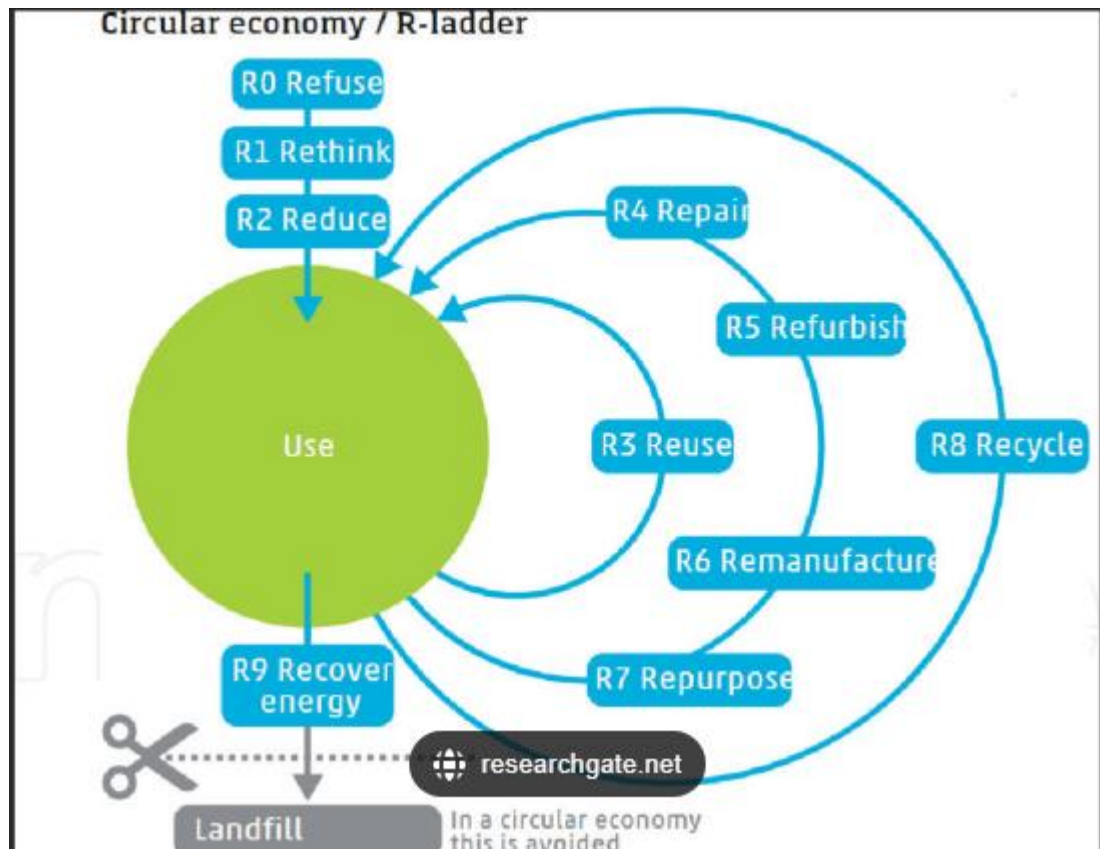 Circular economy / R-ladder
R0 Refuse
R1 Rethink
R2 Reduce
R4 Repair
R5 Refurbish
Use
R3 Reuse
R8 Recycle
R6 Remanufacture
R9 Recover
energy
R7 Repurpose
researchgate.net
Landfill
In a circular economy
this is avoided